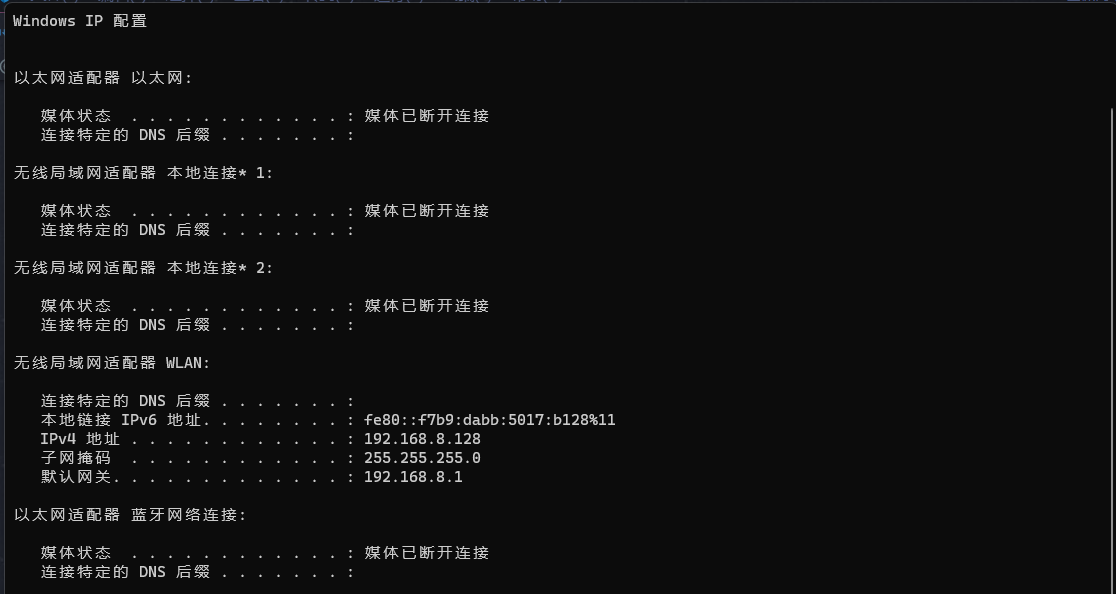 Windows IP 配置
以太网适配器 以太网:
媒体状态 . . . . . . . . . . . . : 媒体已断开连接
连接特定的 DNS 后缀 . . . . . . . :
无线局域网适配器 本地连接* 1:
媒体状态 . . . . . . . . . . . . : 媒体已断开连接
连接特定的 DNS 后缀 . . . . . . . :
无线局域网适配器 本地连接* 2:
媒体状态 . . . . . . . . . . . . : 媒体已断开连接
连接特定的 DNS 后缀 . . . . . . . :
无线局域网适配器 WLAN:
连接特定的 DNS 后缀 . . . . . . . :
本地链接 IPv6 地址. . . . . . . . : fe80::f7b9:dabb:5017:b128%11
IPv4 地址 . . . . . . . . . . . . : 192.168.8.128
子网掩码 . . . . . . . . . . . . : 255.255.255.0
默认网关. . . . . . . . . . . . . : 192.168.8.1
以太网适配器 蓝牙网络连接:
媒体状态 . . . . . . . . . . . . : 媒体已断开连接
连接特定的 DNS 后缀 . . . . . . . :